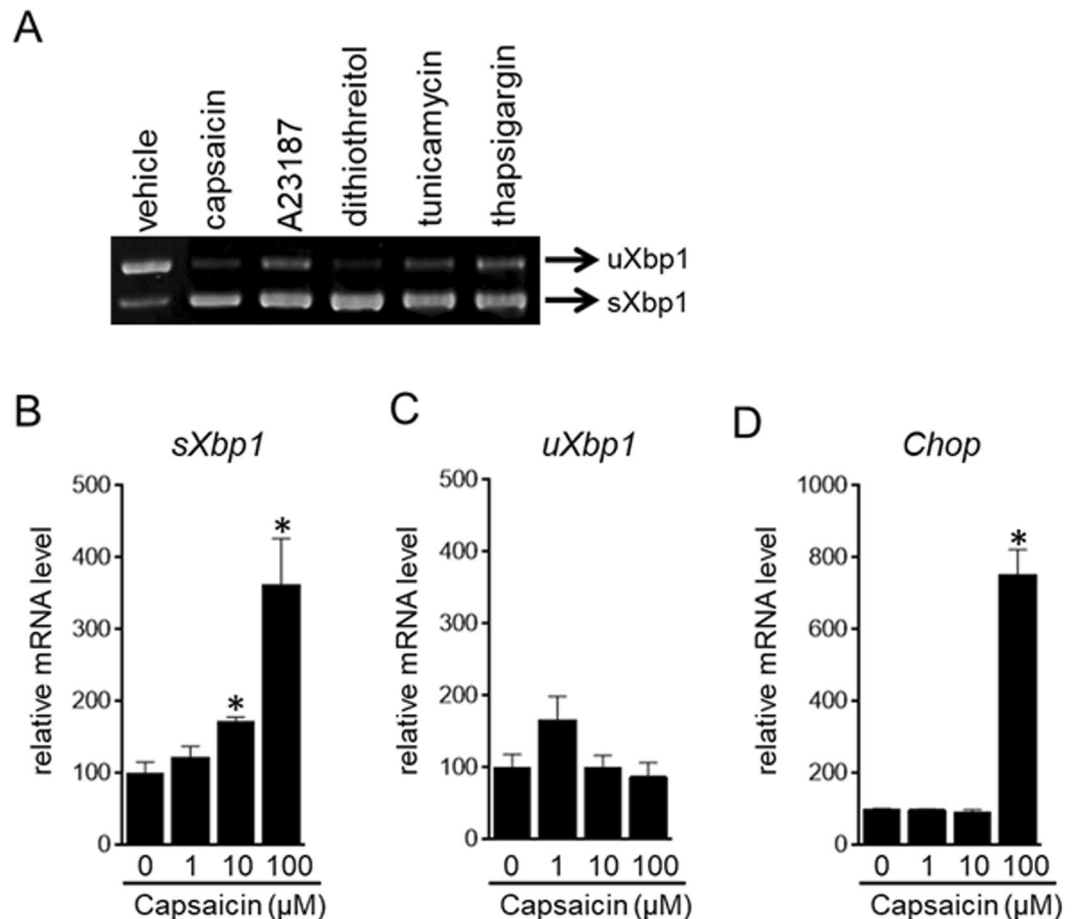 A
vehicle
capsaicin
A23187
dithiothreitol
tunicamycin
thapsigargin
uXbp1
sXbp1
B
sXbp1
relative mRNA level
500
400
300
200
100
0
0 1 10 100
Capsaicin (µM)
*
*
C
uXbp1
relative mRNA level
500
400
300
200
100
0
0 1 10 100
Capsaicin (µM)
D
Chop
relative mRNA level
1000
800
600
400
200
0
0 1 10 100
Capsaicin (µM)
*